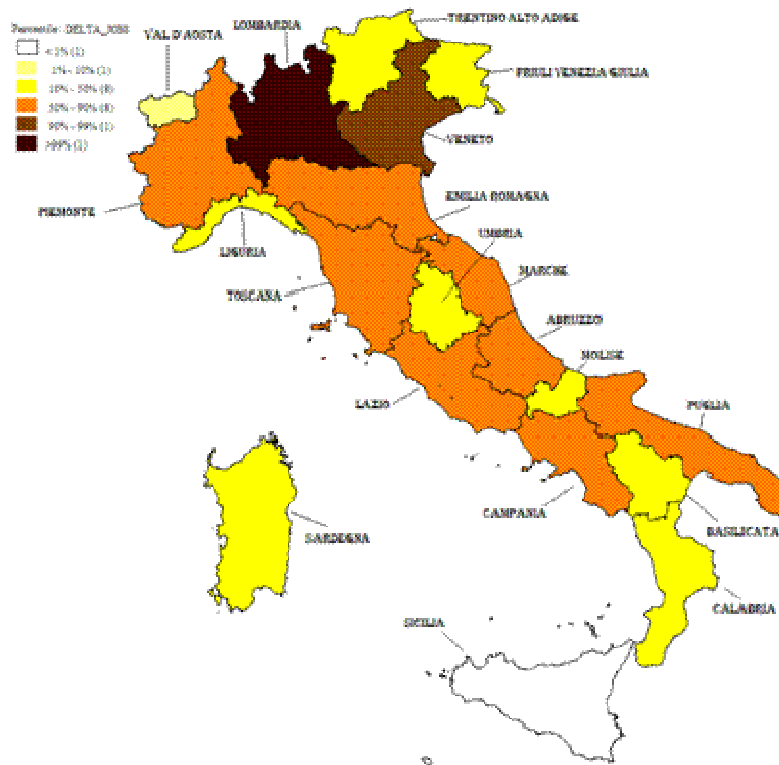 Percentile: DELTA_JOBS
< 1% (1)
1% - 10% (1)
10% - 50% (8)
50% - 90% (8)
90% - 99% (1)
>99% (1)
VAL D'AOSTA
LOMBARDIA
TRENTINO ALTO ADIGE
FRIULI VENEZIA GIULIA
VENETO
PIEMONTE
EMILIA ROMAGNA
UMBRIA
LIGURIA
MARCHE
TOSCANA
ABRUZZO
MOLISE
LAZIO
PUGLIA
CAMPANIA
BASILICATA
SARDEGNA
CALABRIA
SICILIA